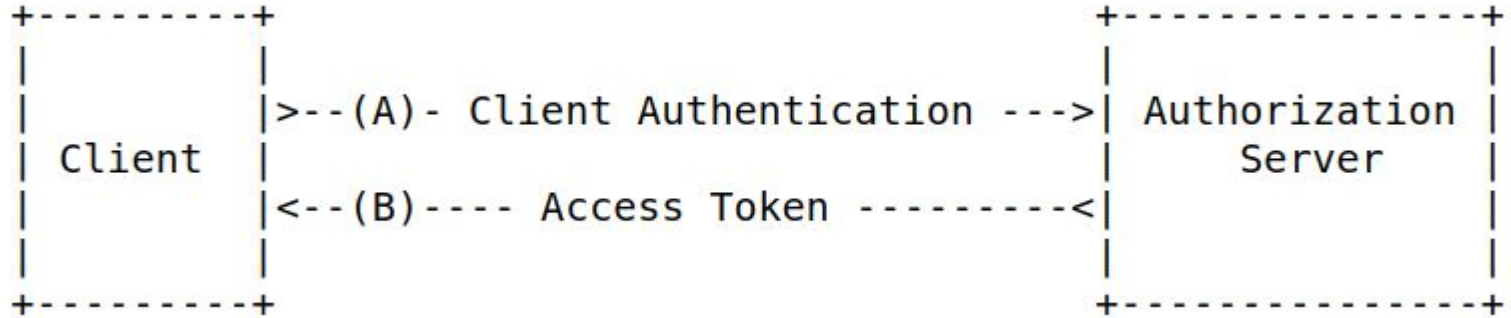 +---------+                                  +---------------+
|         |                                  |               |
|         |>--(A)- Client Authentication --->| Authorization |
| Client  |                                  |     Server    |
|         |<--(B)---- Access Token ---------<|               |
|         |                                  |               |
+---------+                                  +---------------+